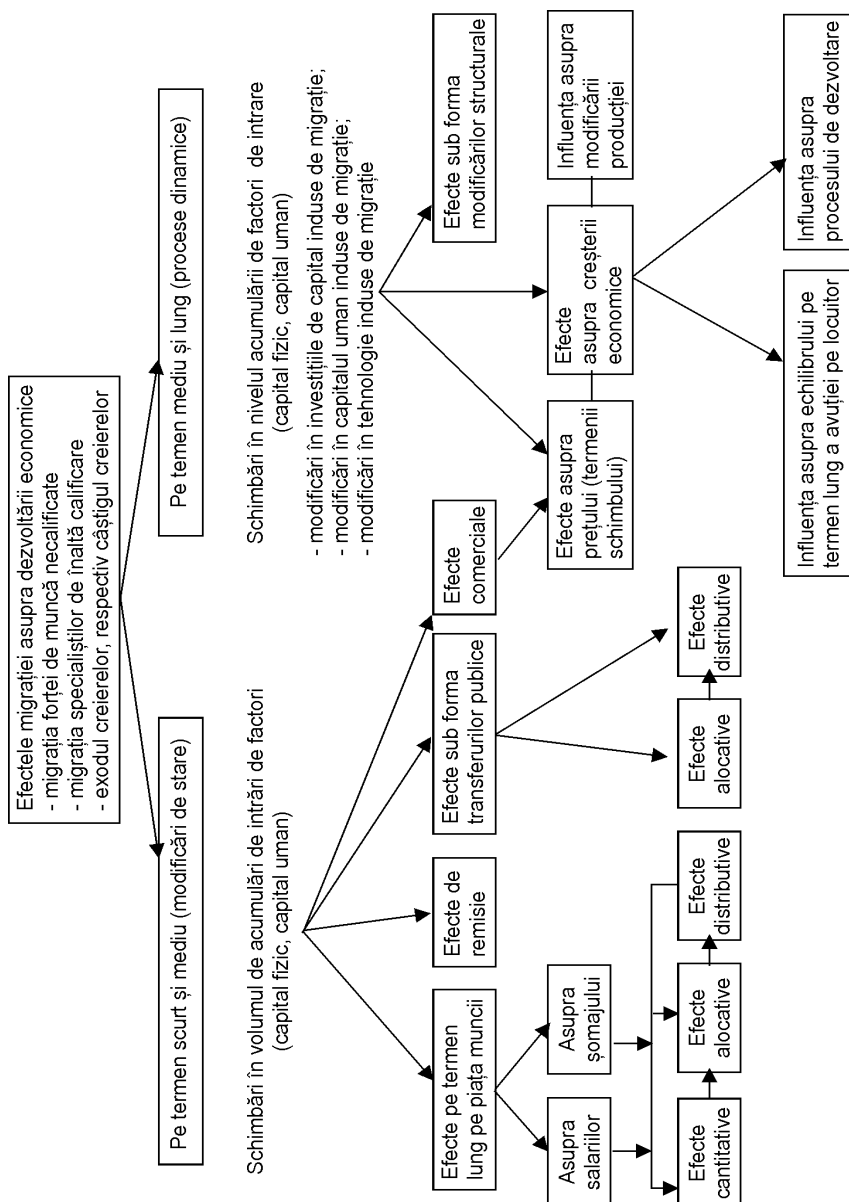 Efectele migrației asupra dezvoltării economice
- migrația forței de muncă necalificate
- migrația specialiștilor de înaltă calificare
- exodul creierelor, respectiv câștigul creierelor
Pe termen scurt și mediu (modificări de stare)
Pe temen mediu și lung (procese dinamice)
Schimbări în volumul de acumulări de intrări de factori
(capital fizic, capital uman)
Schimbări în nivelul acumulării de factori de intrare
(capital fizic, capital uman)
- modificări în investițiile de capital induse de migrație;
- modificări în capitalul uman induse de migrație;
- modificări în tehnologie induse de migrație
Efecte pe termen
lung pe piața muncii
Efecte de
remisie
Efecte sub forma
transferurilor publice
Efecte
comerciale
Efecte sub forma
modificărilor structurale
Asupra
salariilor
Asupra
șomajului
Efecte asupra
prețului (termenii
schimbului)
Efecte
asupra creșterii
economice
Influența asupra
modificării
producției
Efecte
cantitative
Efecte
alocative
Efecte
distributive
Efecte
alocative
Efecte
distributive
Influența asupra echilibrului pe
termen lung a avuției pe locuitor
Influența asupra
procesului de dezvoltare